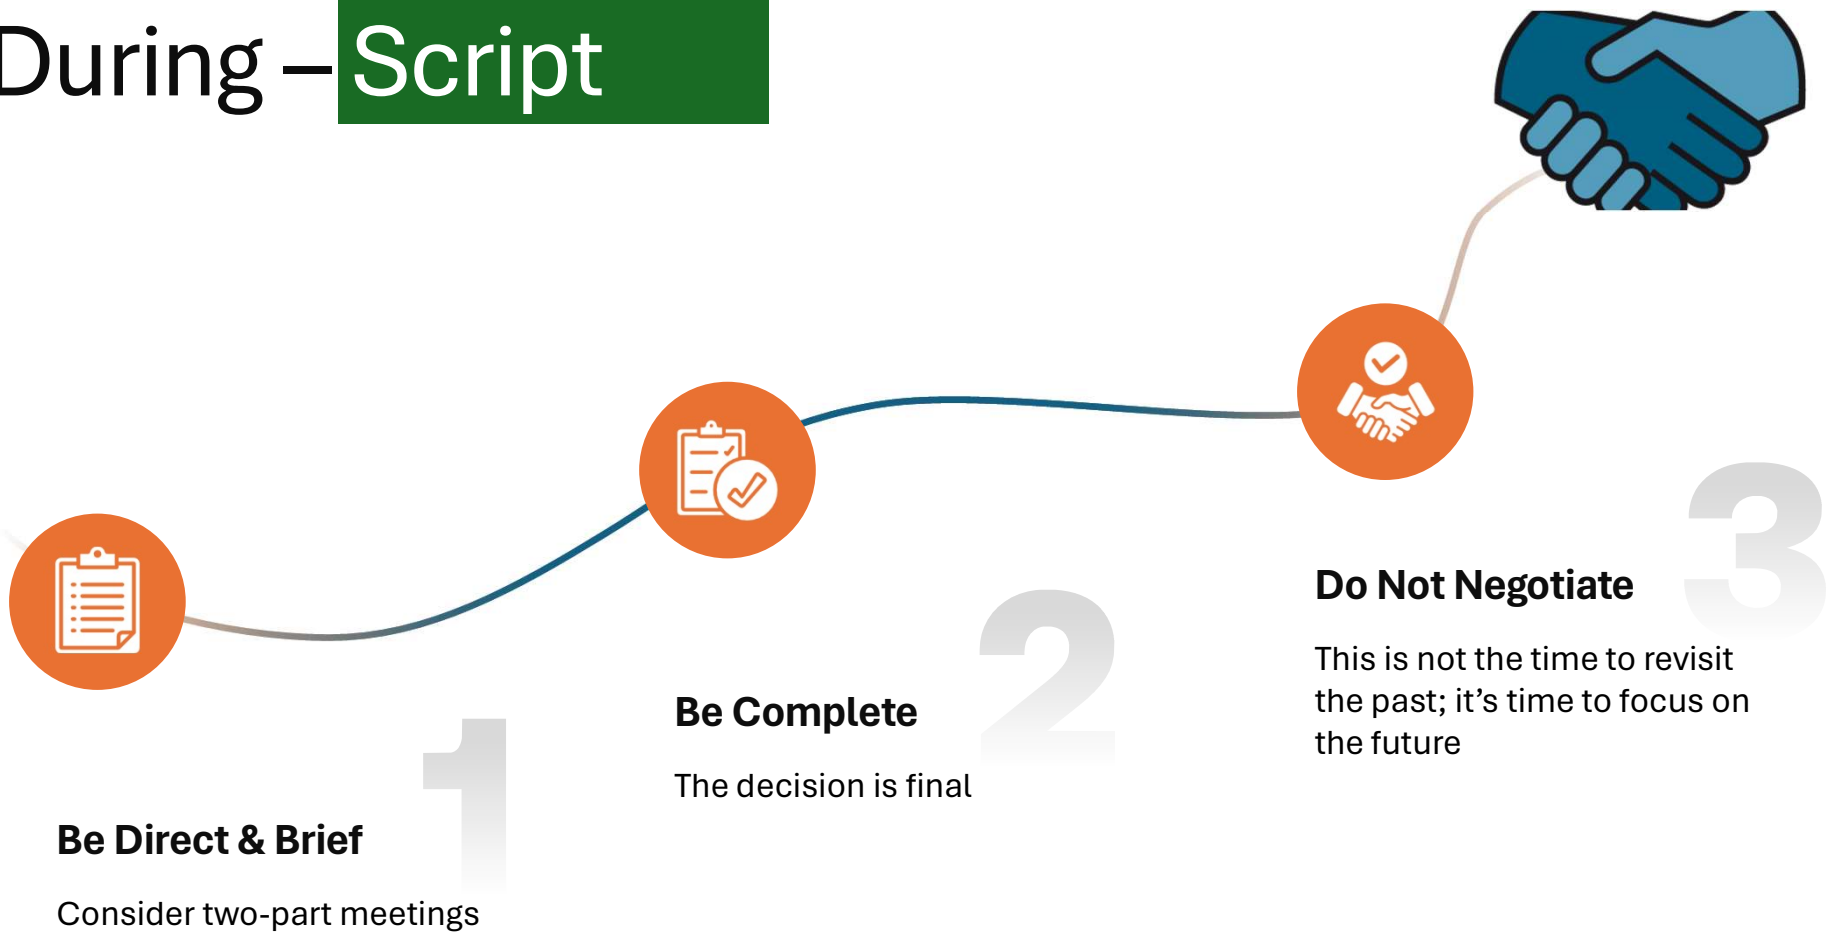 During – Script
1
Be Direct & Brief
Consider two-part meetings
2
Be Complete
The decision is final
3
Do Not Negotiate
This is not the time to revisit
the past; it’s time to focus on
the future